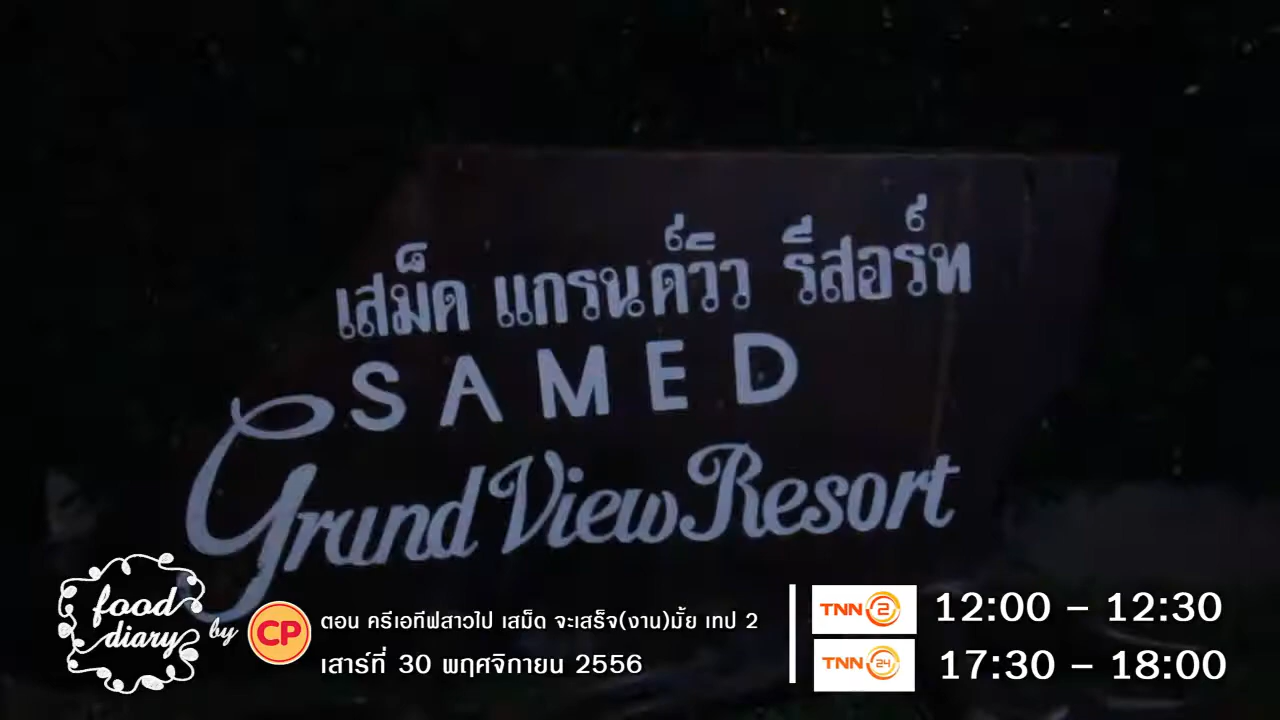 เสม็ด แกรนด์วิว รีสอร์ท
SAMED
Grand View Resort
food
diary
by
CP
ตอน ครีเอทีฟสาวไป เสม็ด จะเสร็จ(งาน)มั้ย เทป 2
เสาร์ที่ 30 พฤศจิกายน 2556
TNN 2 12:00 – 12:30
TNN 24 17:30 – 18:00